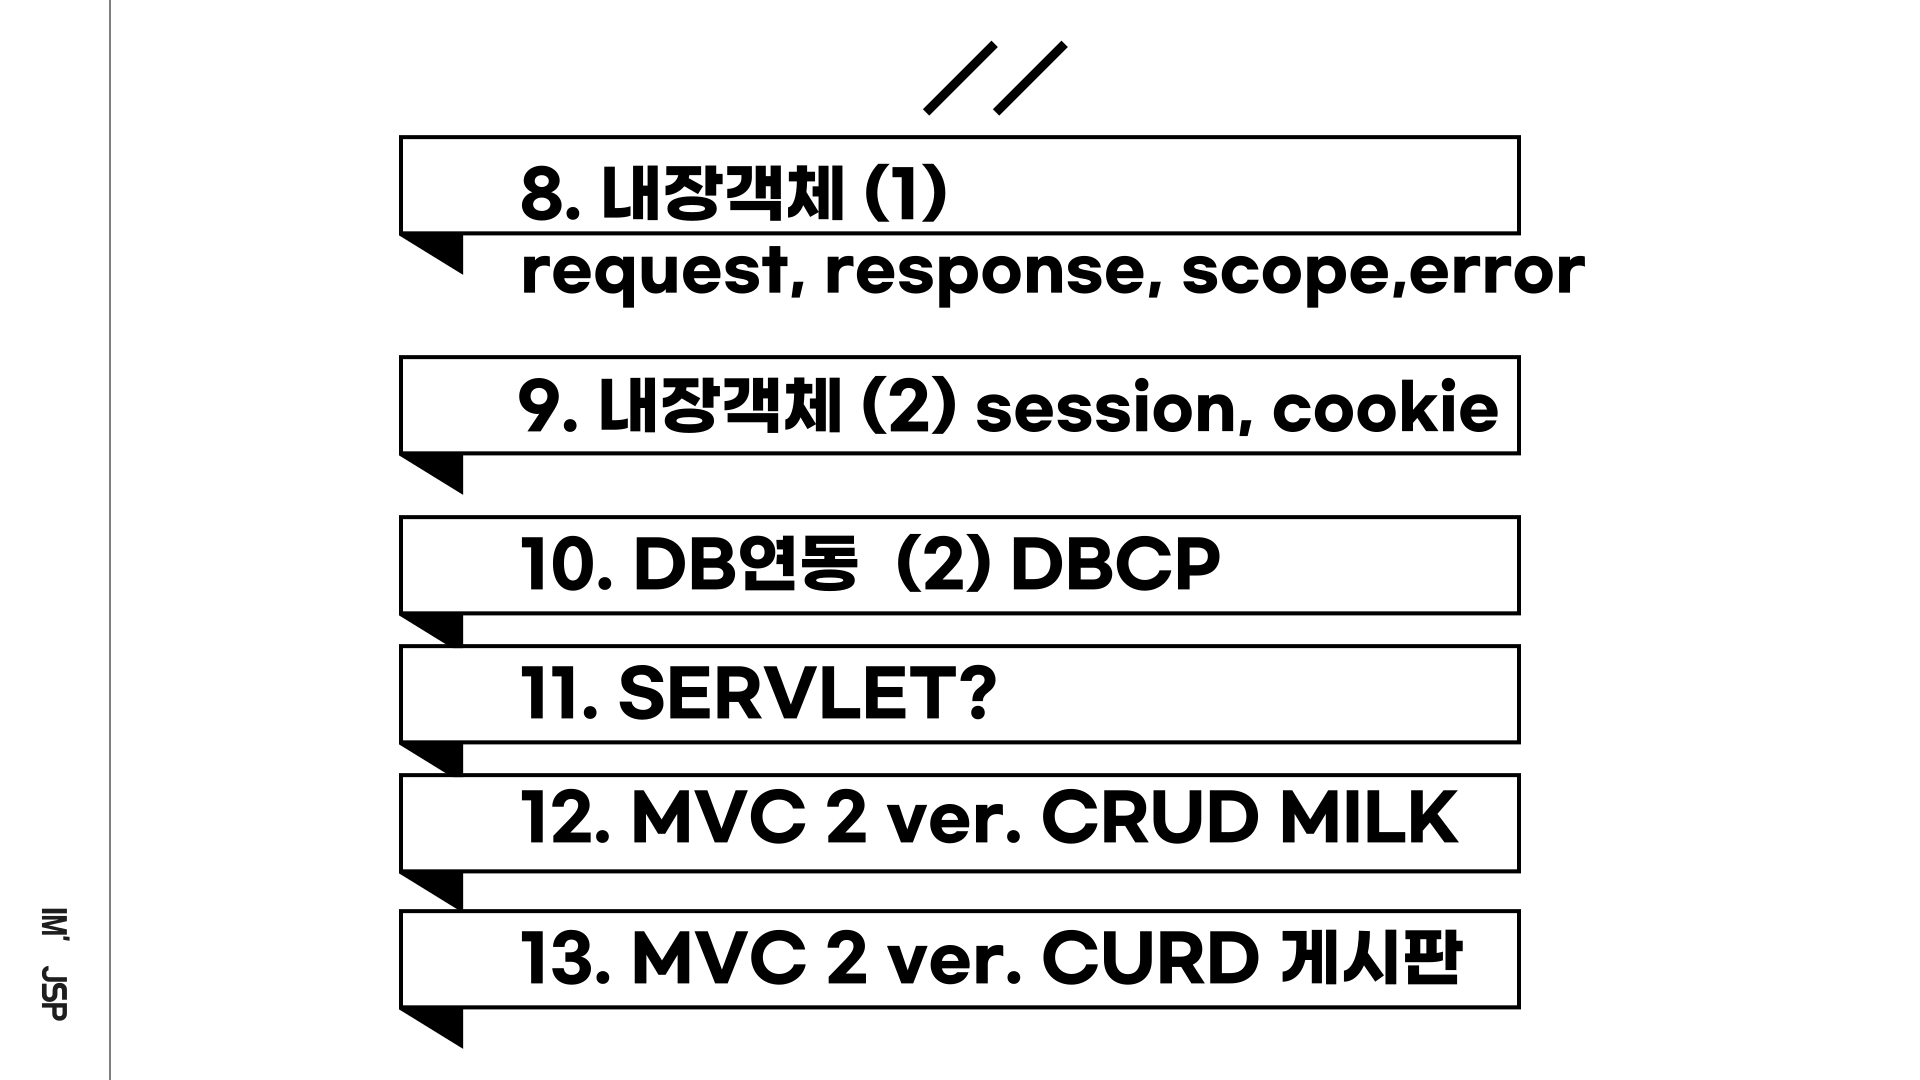 8. 내장객체 (1)
request, response, scope,error
9. 내장객체 (2) session, cookie
10. DB연동  (2) DBCP
11. SERVLET?
12. MVC 2 ver. CRUD MILK
13. MVC 2 ver. CURD 게시판
IM' JSP